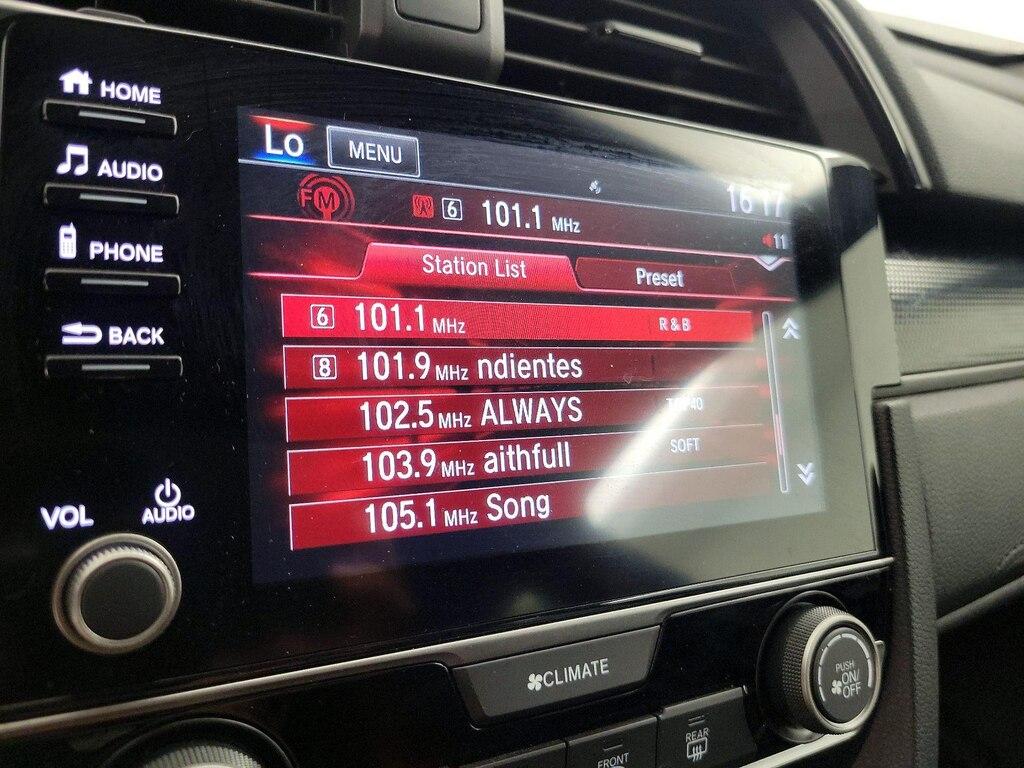 HOME
AUDIO
PHONE
BACK
VOL
AUDIO
Lo MENU
16:17
FM 6 101.1 MHz
11
Station List Preset
6 101.1 MHz R&B
8 101.9 MHz ndientes
102.5 MHz ALWAYS TOP40
103.9 MHz aithfull SOFT
105.1 MHz Song
CLIMATE
PUSH
ON/
OFF
FRONT
REAR